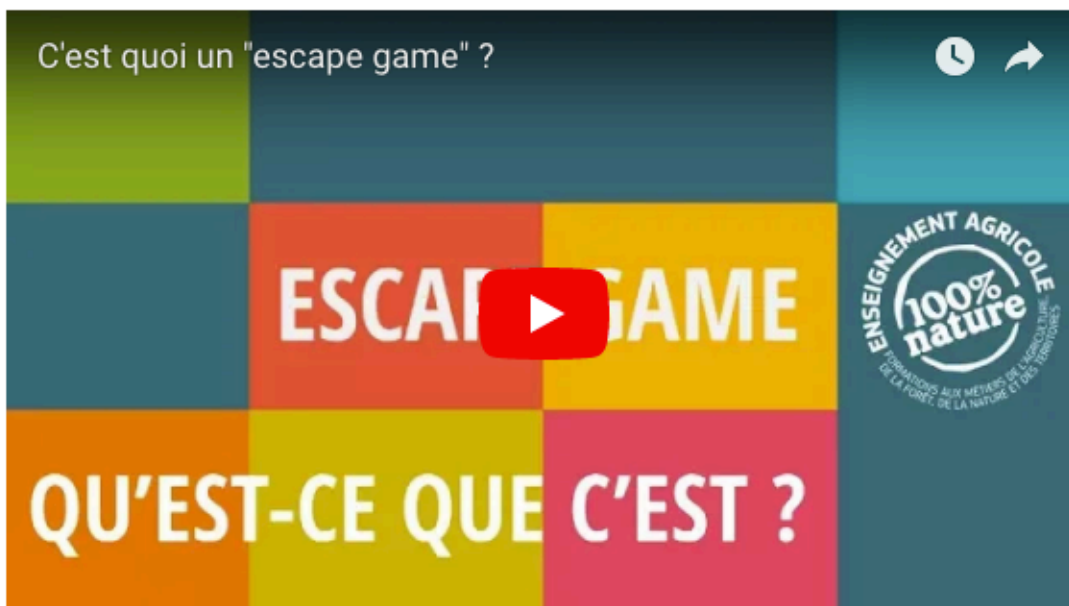 C'est quoi un "escape game" ?
ESCAP GAME
ENSEIGNEMENT AGRICOLE
100%
nature
FORMATIONS AUX MÉTIERS DE L'AGRICULTURE,
DE LA FORÊT, DE LA NATURE ET DES TERRITOIRES
QU'EST-CE QUE C'EST ?